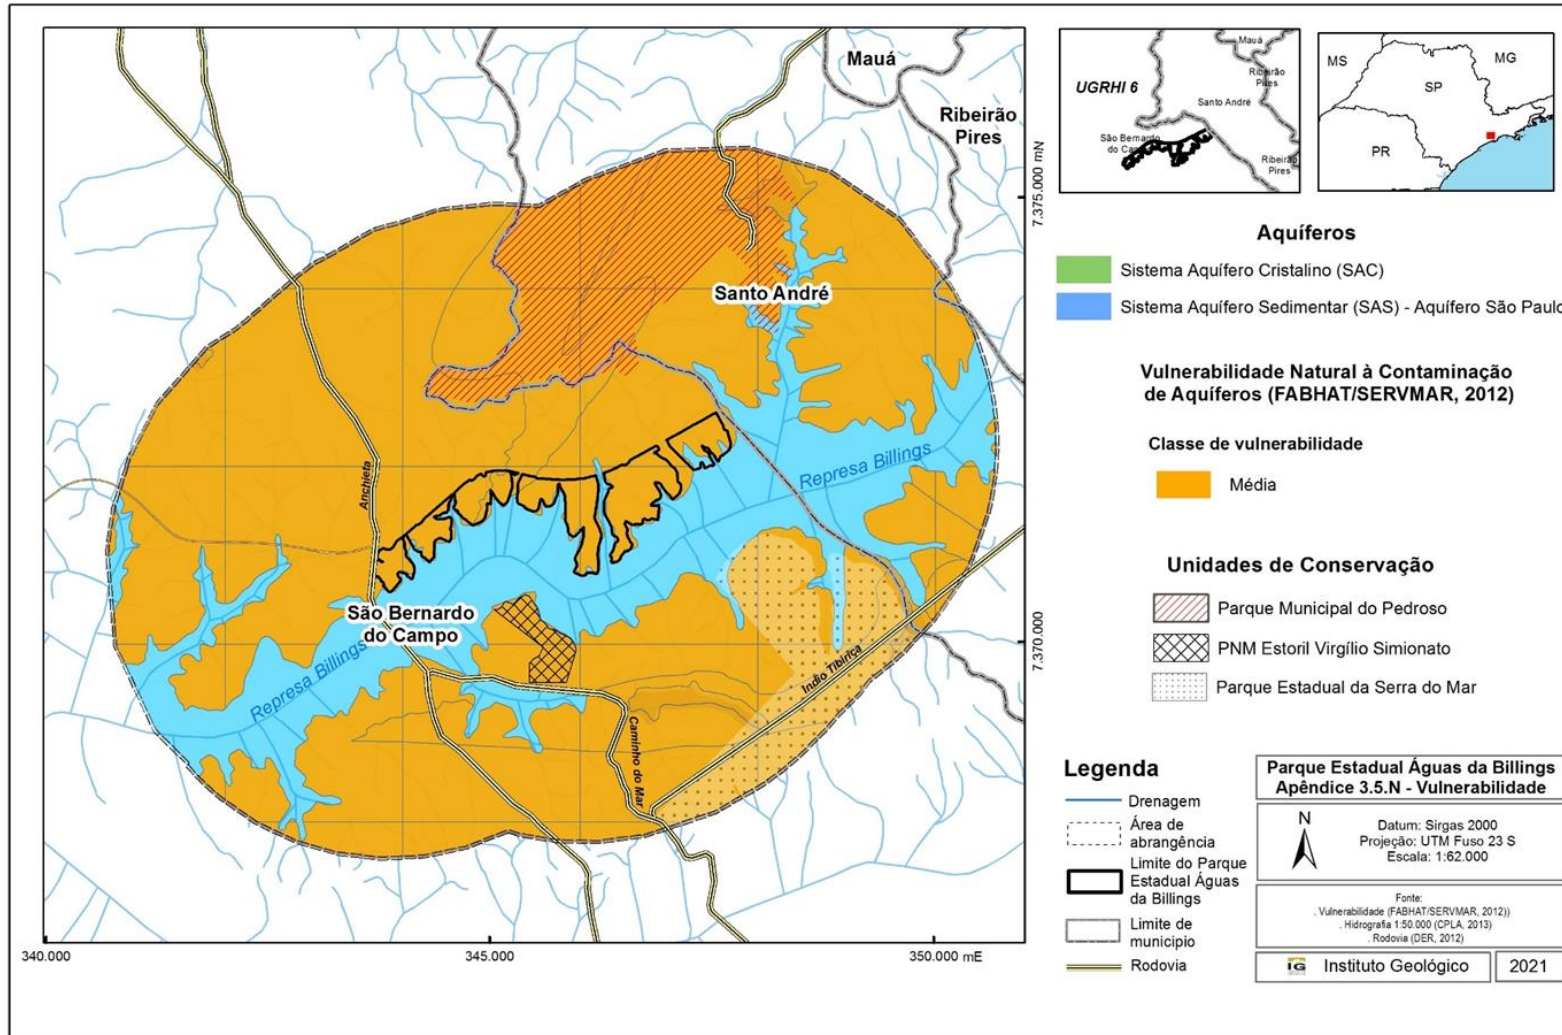 Mauá
Ribeirão
Pires
Santo André
Represa Billings
Anchieta
São Bernardo
do Campo
Represa Billings
Indio Tibiriça
Caminho do Mar
7.375.000 mN
7.370.000
340.000
345.000
350.000 mE
UGRHI 6
Mauá
Ribeirão
Pires
Santo André
São Bernardo
do Cam
Ribeirão
Pires
MS
MG
SP
PR
Aquíferos
Sistema Aquífero Cristalino (SAC)
Sistema Aquífero Sedimentar (SAS) - Aquífero São Paulo
Vulnerabilidade Natural à Contaminação
de Aquíferos (FABHAT/SERVMAR, 2012)
Classe de vulnerabilidade
Média
Unidades de Conservação
Parque Municipal do Pedroso
PNM Estoril Virgílio Simionato
Parque Estadual da Serra do Mar
Legenda
Drenagem
Área de
abrangência
Limite do Parque
Estadual Águas
da Billings
Limite de
municipio
Rodovia
Parque Estadual Águas da Billings
Apêndice 3.5.N - Vulnerabilidade
N
Datum: Sirgas 2000
Projeção: UTM Fuso 23 S
Escala: 1:62.000
Fonte:
. Vulnerabilidade (FABHAT/SERVMAR, 2012))
. Hidrografia 1:50.000 (CPLA, 2013)
. Rodovia (DER, 2012)
IG Instituto Geológico
2021